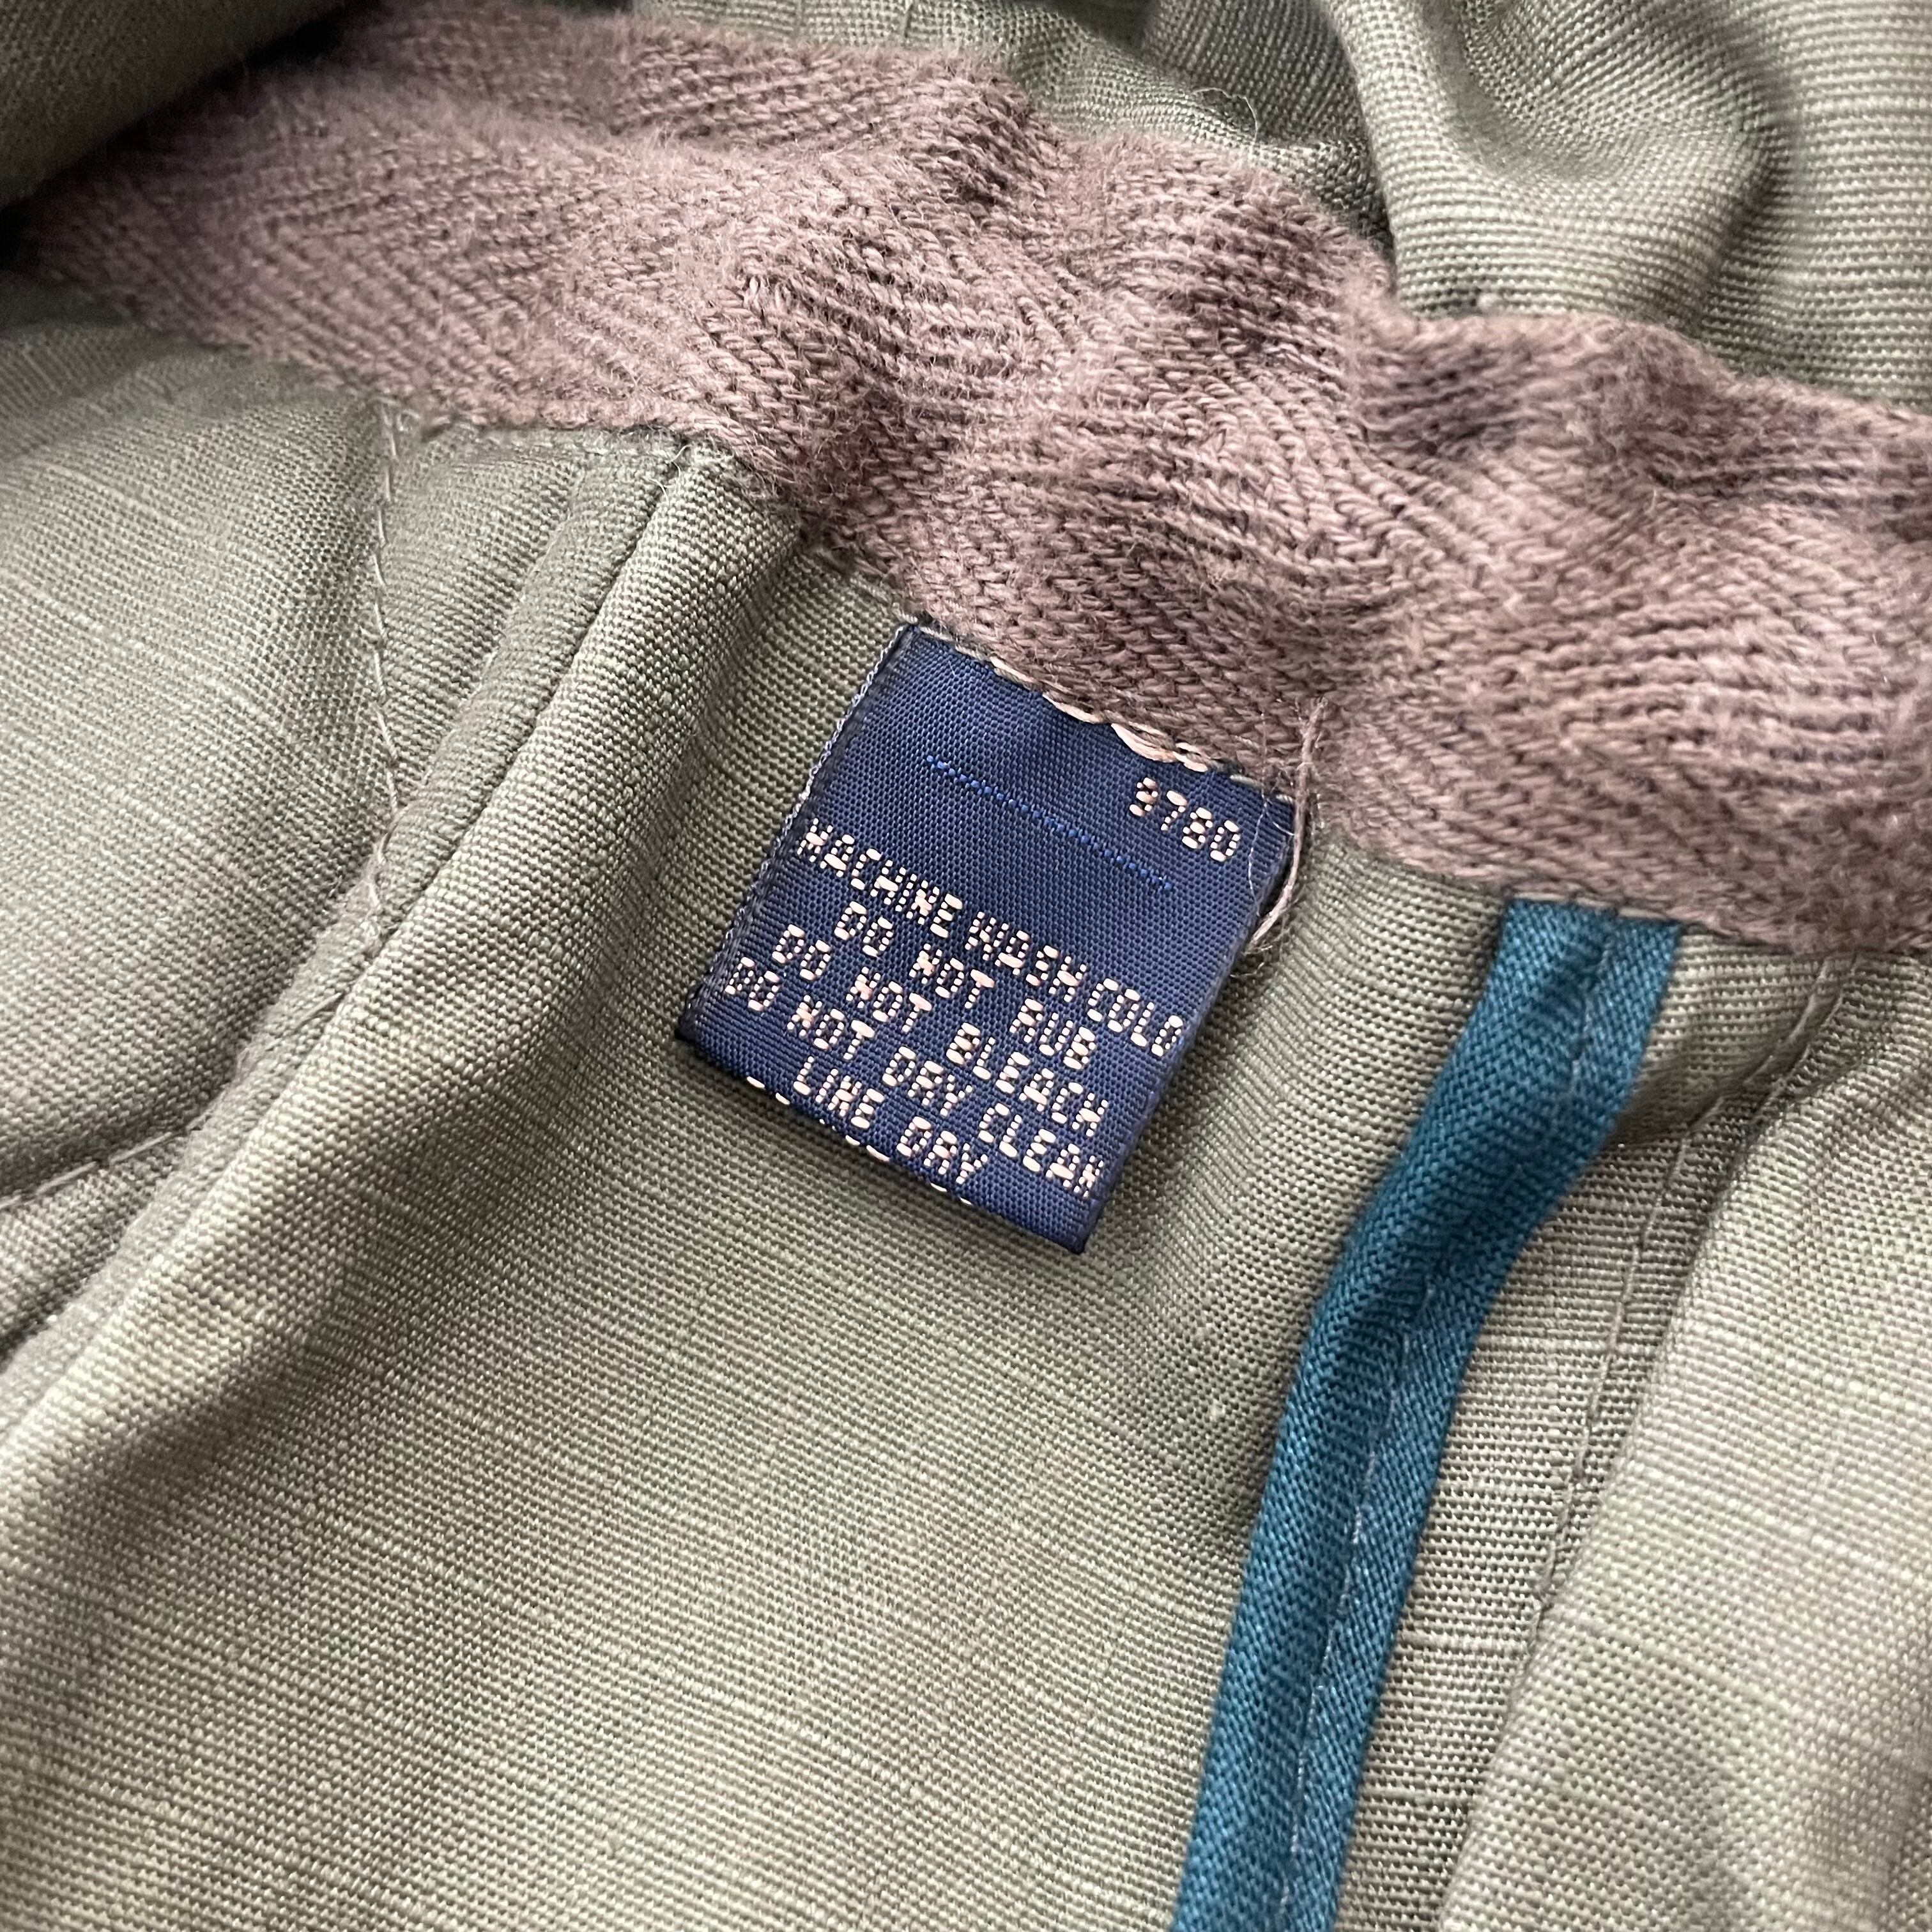 9780
MACHINE WASH COLD
DO NOT RUB
DO NOT BLEACH
DO NOT DRY CLEAN
LINE DRY